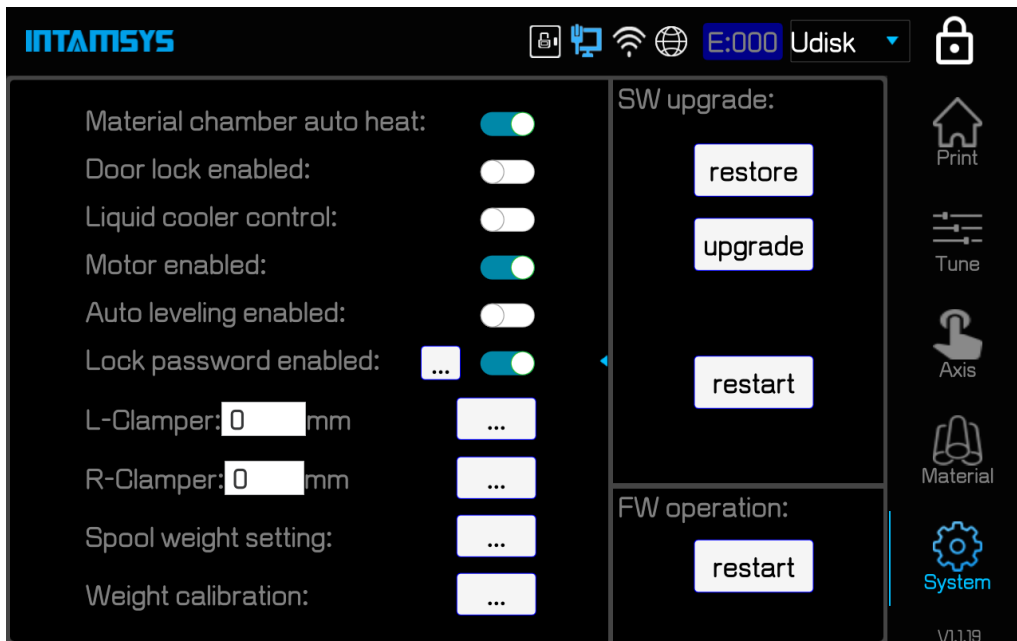 INTAMSYS
E:000
Udisk
Material chamber auto heat:
Door lock enabled:
Liquid cooler control:
Motor enabled:
Auto leveling enabled:
Lock password enabled:
...
L-Clamper: 0 mm
...
R-Clamper: 0 mm
...
Spool weight setting:
...
Weight calibration:
...
SW upgrade:
restore
upgrade
restart
FW operation:
restart
Print
Tune
Axis
Material
System
V1.1.19